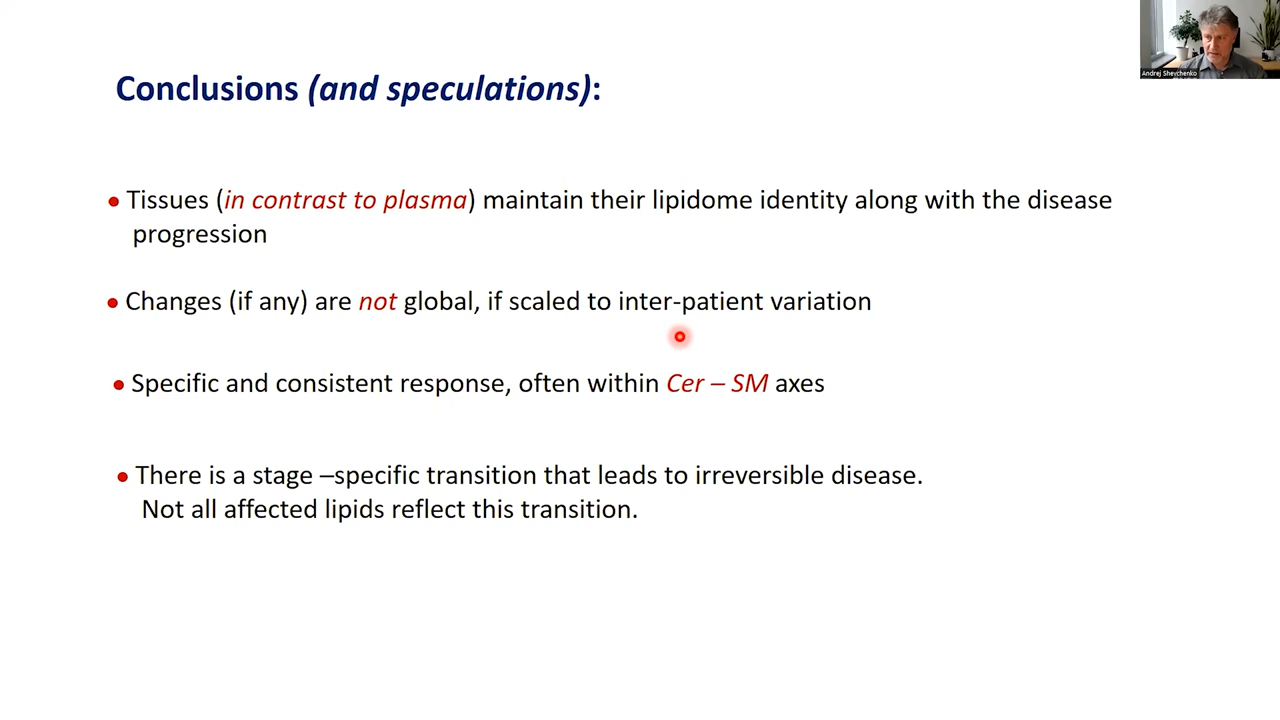 Andrej Shevchenko
Conclusions (and speculations):
• Tissues (in contrast to plasma) maintain their lipidome identity along with the disease
progression
• Changes (if any) are not global, if scaled to inter-patient variation
• Specific and consistent response, often within Cer – SM axes
• There is a stage –specific transition that leads to irreversible disease.
Not all affected lipids reflect this transition.